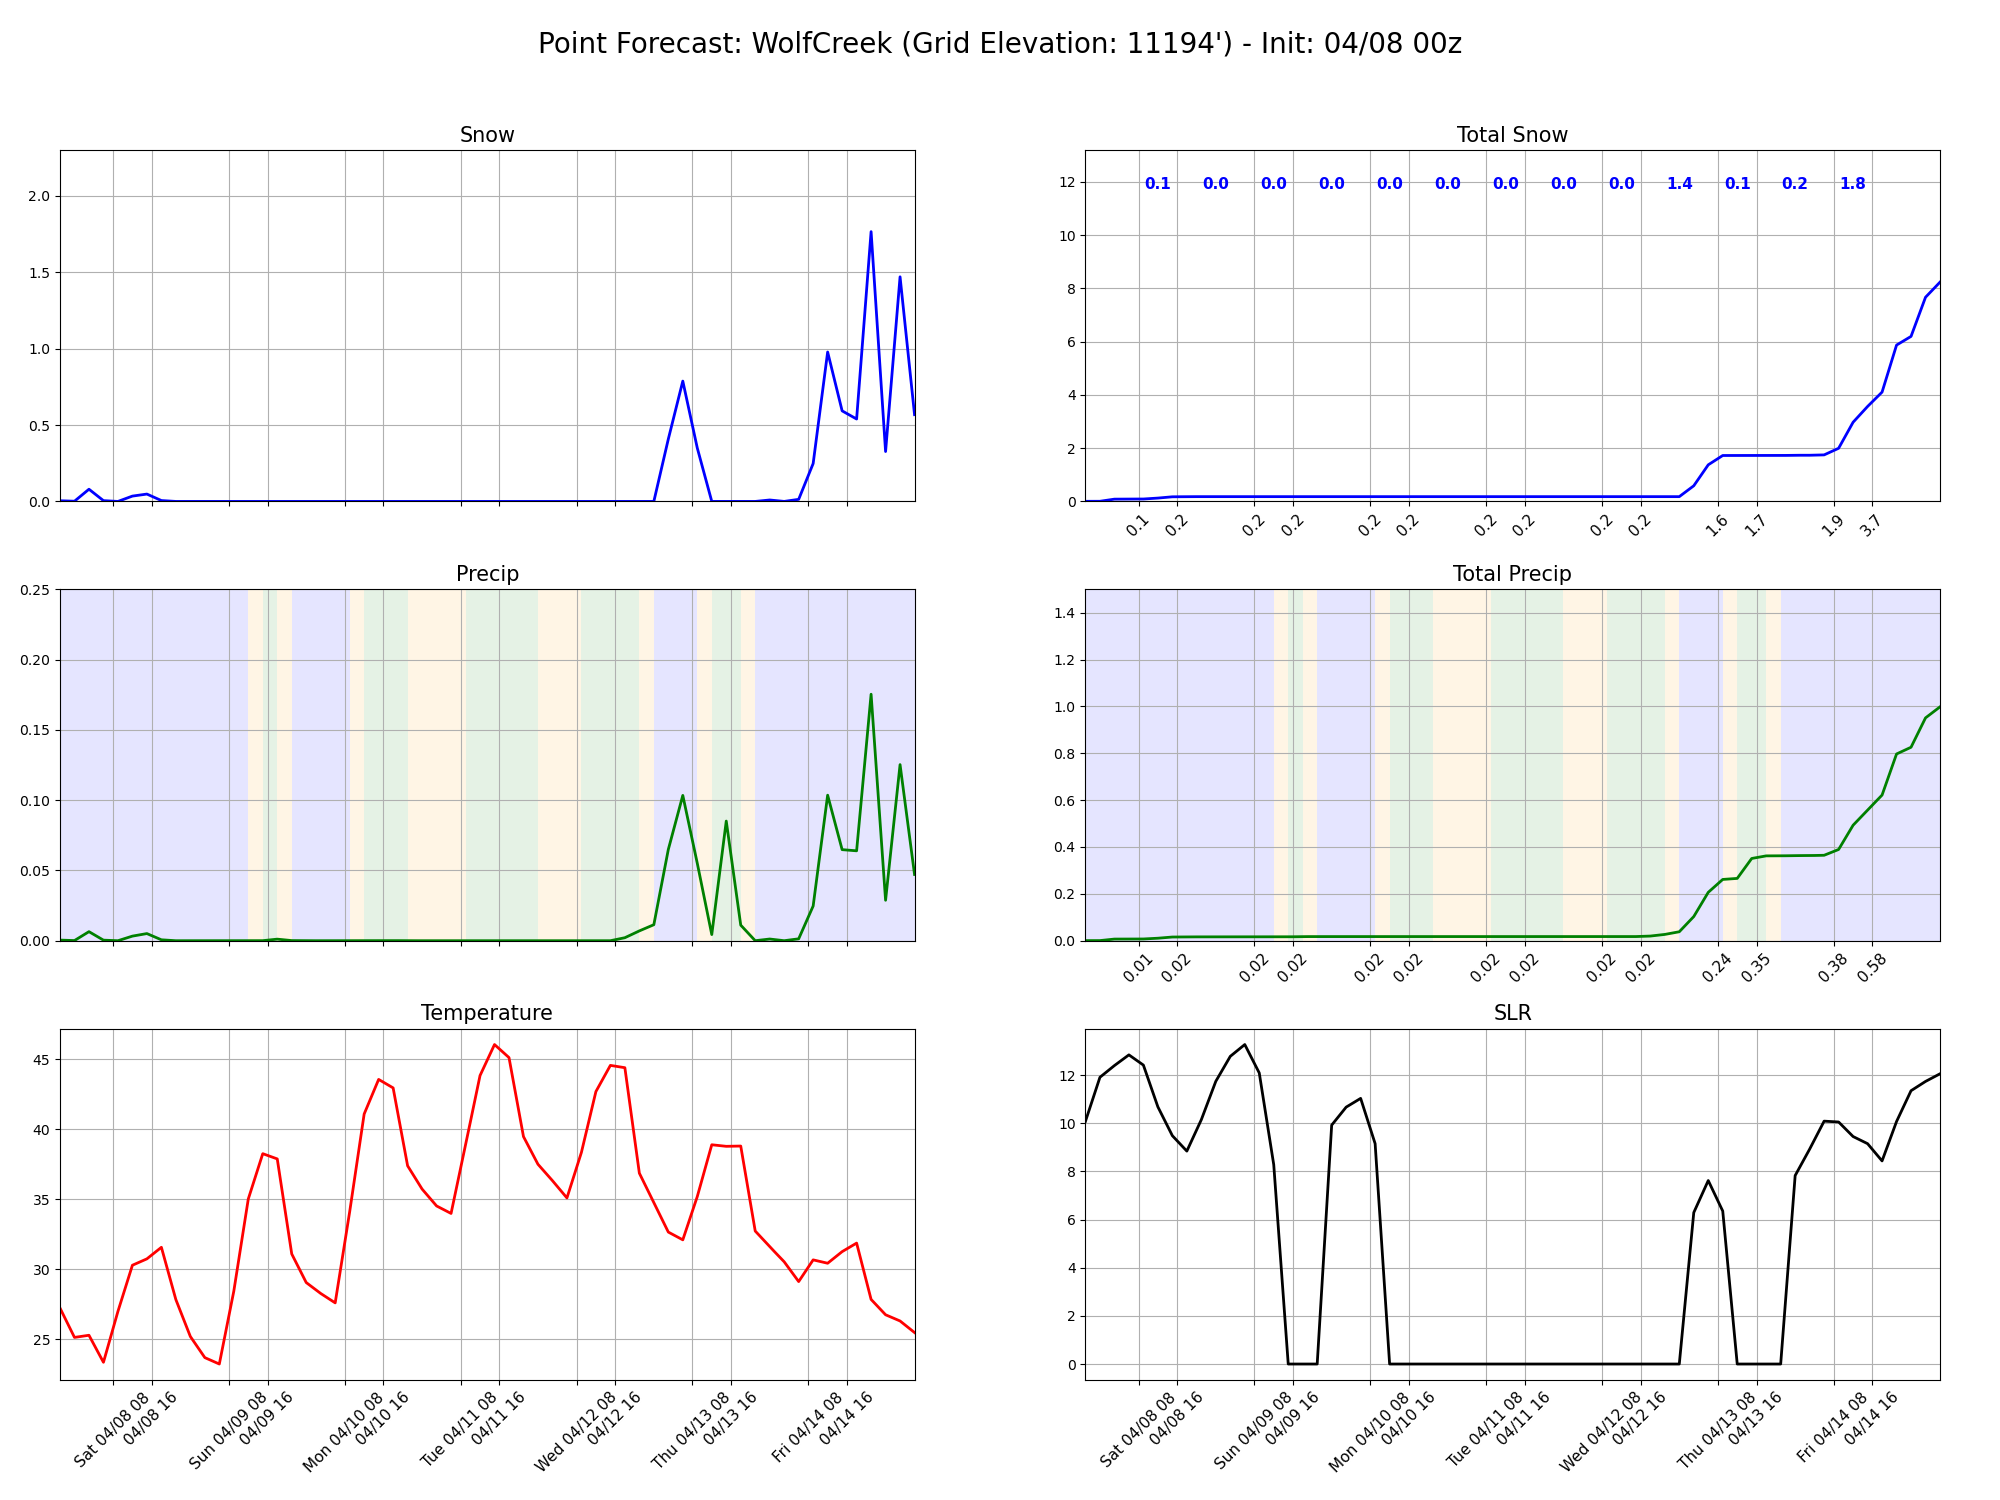 Point Forecast: WolfCreek (Grid Elevation: 11194') - Init: 04/08 00z
Snow
2.0
1.5
1.0
0.5
0.0
Total Snow
0.1 0.0 0.0 0.0 0.0 0.0 0.0 0.0 0.0 1.4 0.1 0.2 1.8
12
10
8
6
4
2
0
0.1 0.2 0.2 0.2 0.2 0.2 0.2 0.2 0.2 0.2 1.6 1.7 1.9 3.7
Precip
0.25
0.20
0.15
0.10
0.05
0.00
Total Precip
1.4
1.2
1.0
0.8
0.6
0.4
0.2
0.0
0.01 0.02 0.02 0.02 0.02 0.02 0.02 0.02 0.02 0.02 0.24 0.35 0.38 0.58
Temperature
45
40
35
30
25
Sat 04/08 08
04/08 16
Sun 04/09 08
04/09 16
Mon 04/10 08
04/10 16
Tue 04/11 08
04/11 16
Wed 04/12 08
04/12 16
Thu 04/13 08
04/13 16
Fri 04/14 08
04/14 16
SLR
12
10
8
6
4
2
0
Sat 04/08 08
04/08 16
Sun 04/09 08
04/09 16
Mon 04/10 08
04/10 16
Tue 04/11 08
04/11 16
Wed 04/12 08
04/12 16
Thu 04/13 08
04/13 16
Fri 04/14 08
04/14 16